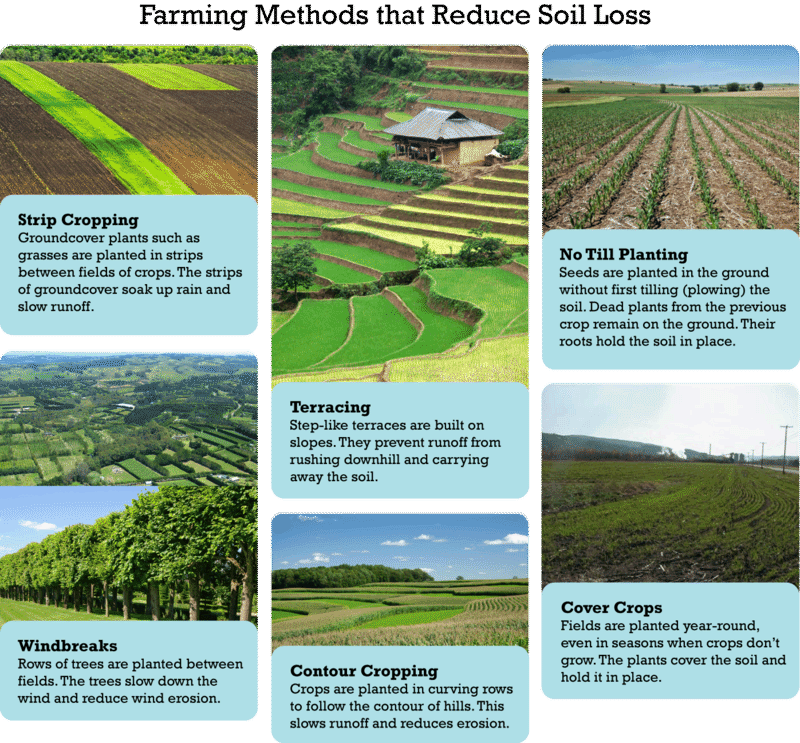 Farming Methods that Reduce Soil Loss
Strip Cropping
Groundcover plants such as
grasses are planted in strips
between fields of crops. The strips
of groundcover soak up rain and
slow runoff.
Windbreaks
Rows of trees are planted between
fields. The trees slow down the
wind and reduce wind erosion.
Terracing
Step-like terraces are built on
slopes. They prevent runoff from
rushing downhill and carrying
away the soil.
Contour Cropping
Crops are planted in curving rows
to follow the contour of hills. This
slows runoff and reduces erosion.
No Till Planting
Seeds are planted in the ground
without first tilling (plowing) the
soil. Dead plants from the previous
crop remain on the ground. Their
roots hold the soil in place.
Cover Crops
Fields are planted year-round,
even in seasons when crops don't
grow. The plants cover the soil and
hold it in place.